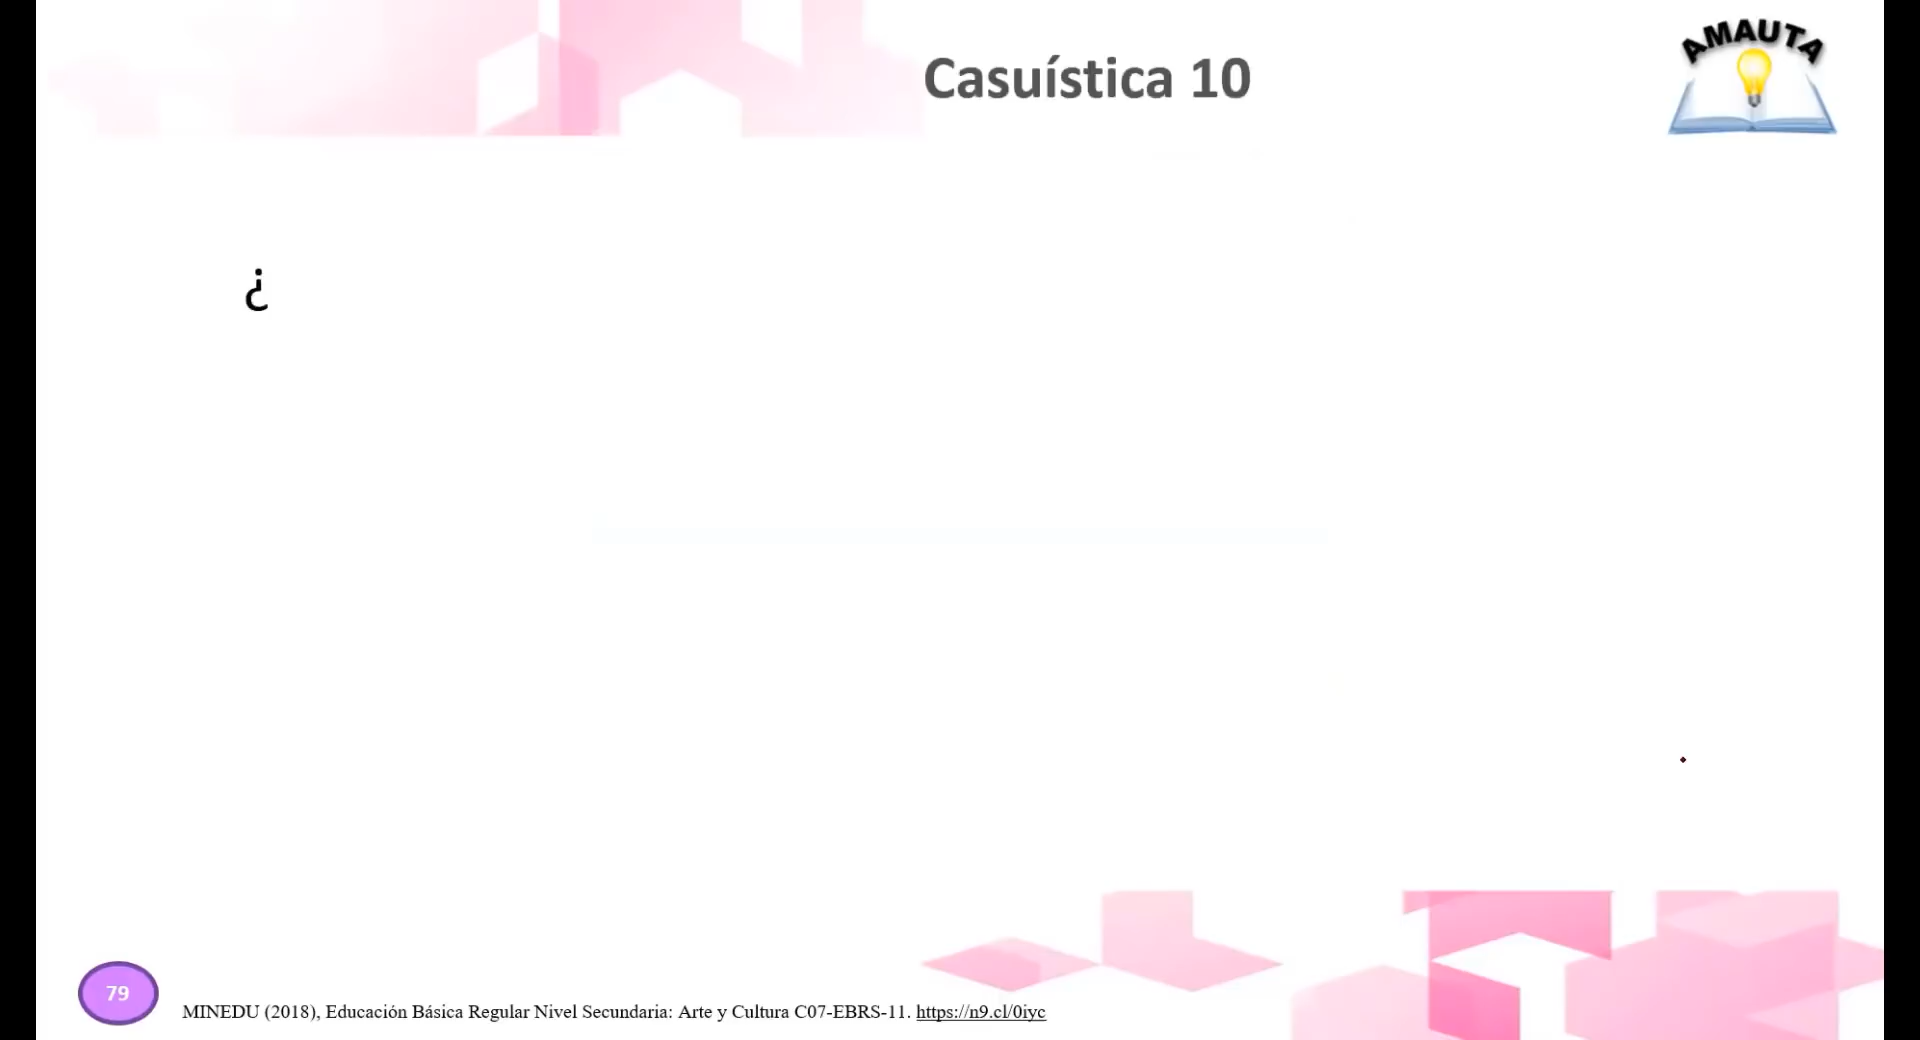 AMAUTA
Casuística 10
¿
79
MINEDU (2018), Educación Básica Regular Nivel Secundaria: Arte y Cultura C07-EBRS-11. https://n9.cl/0iyc